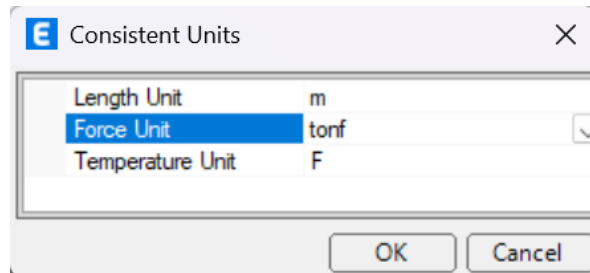 E Consistent Units
Length Unit m
Force Unit tonf
Temperature Unit F
OK Cancel